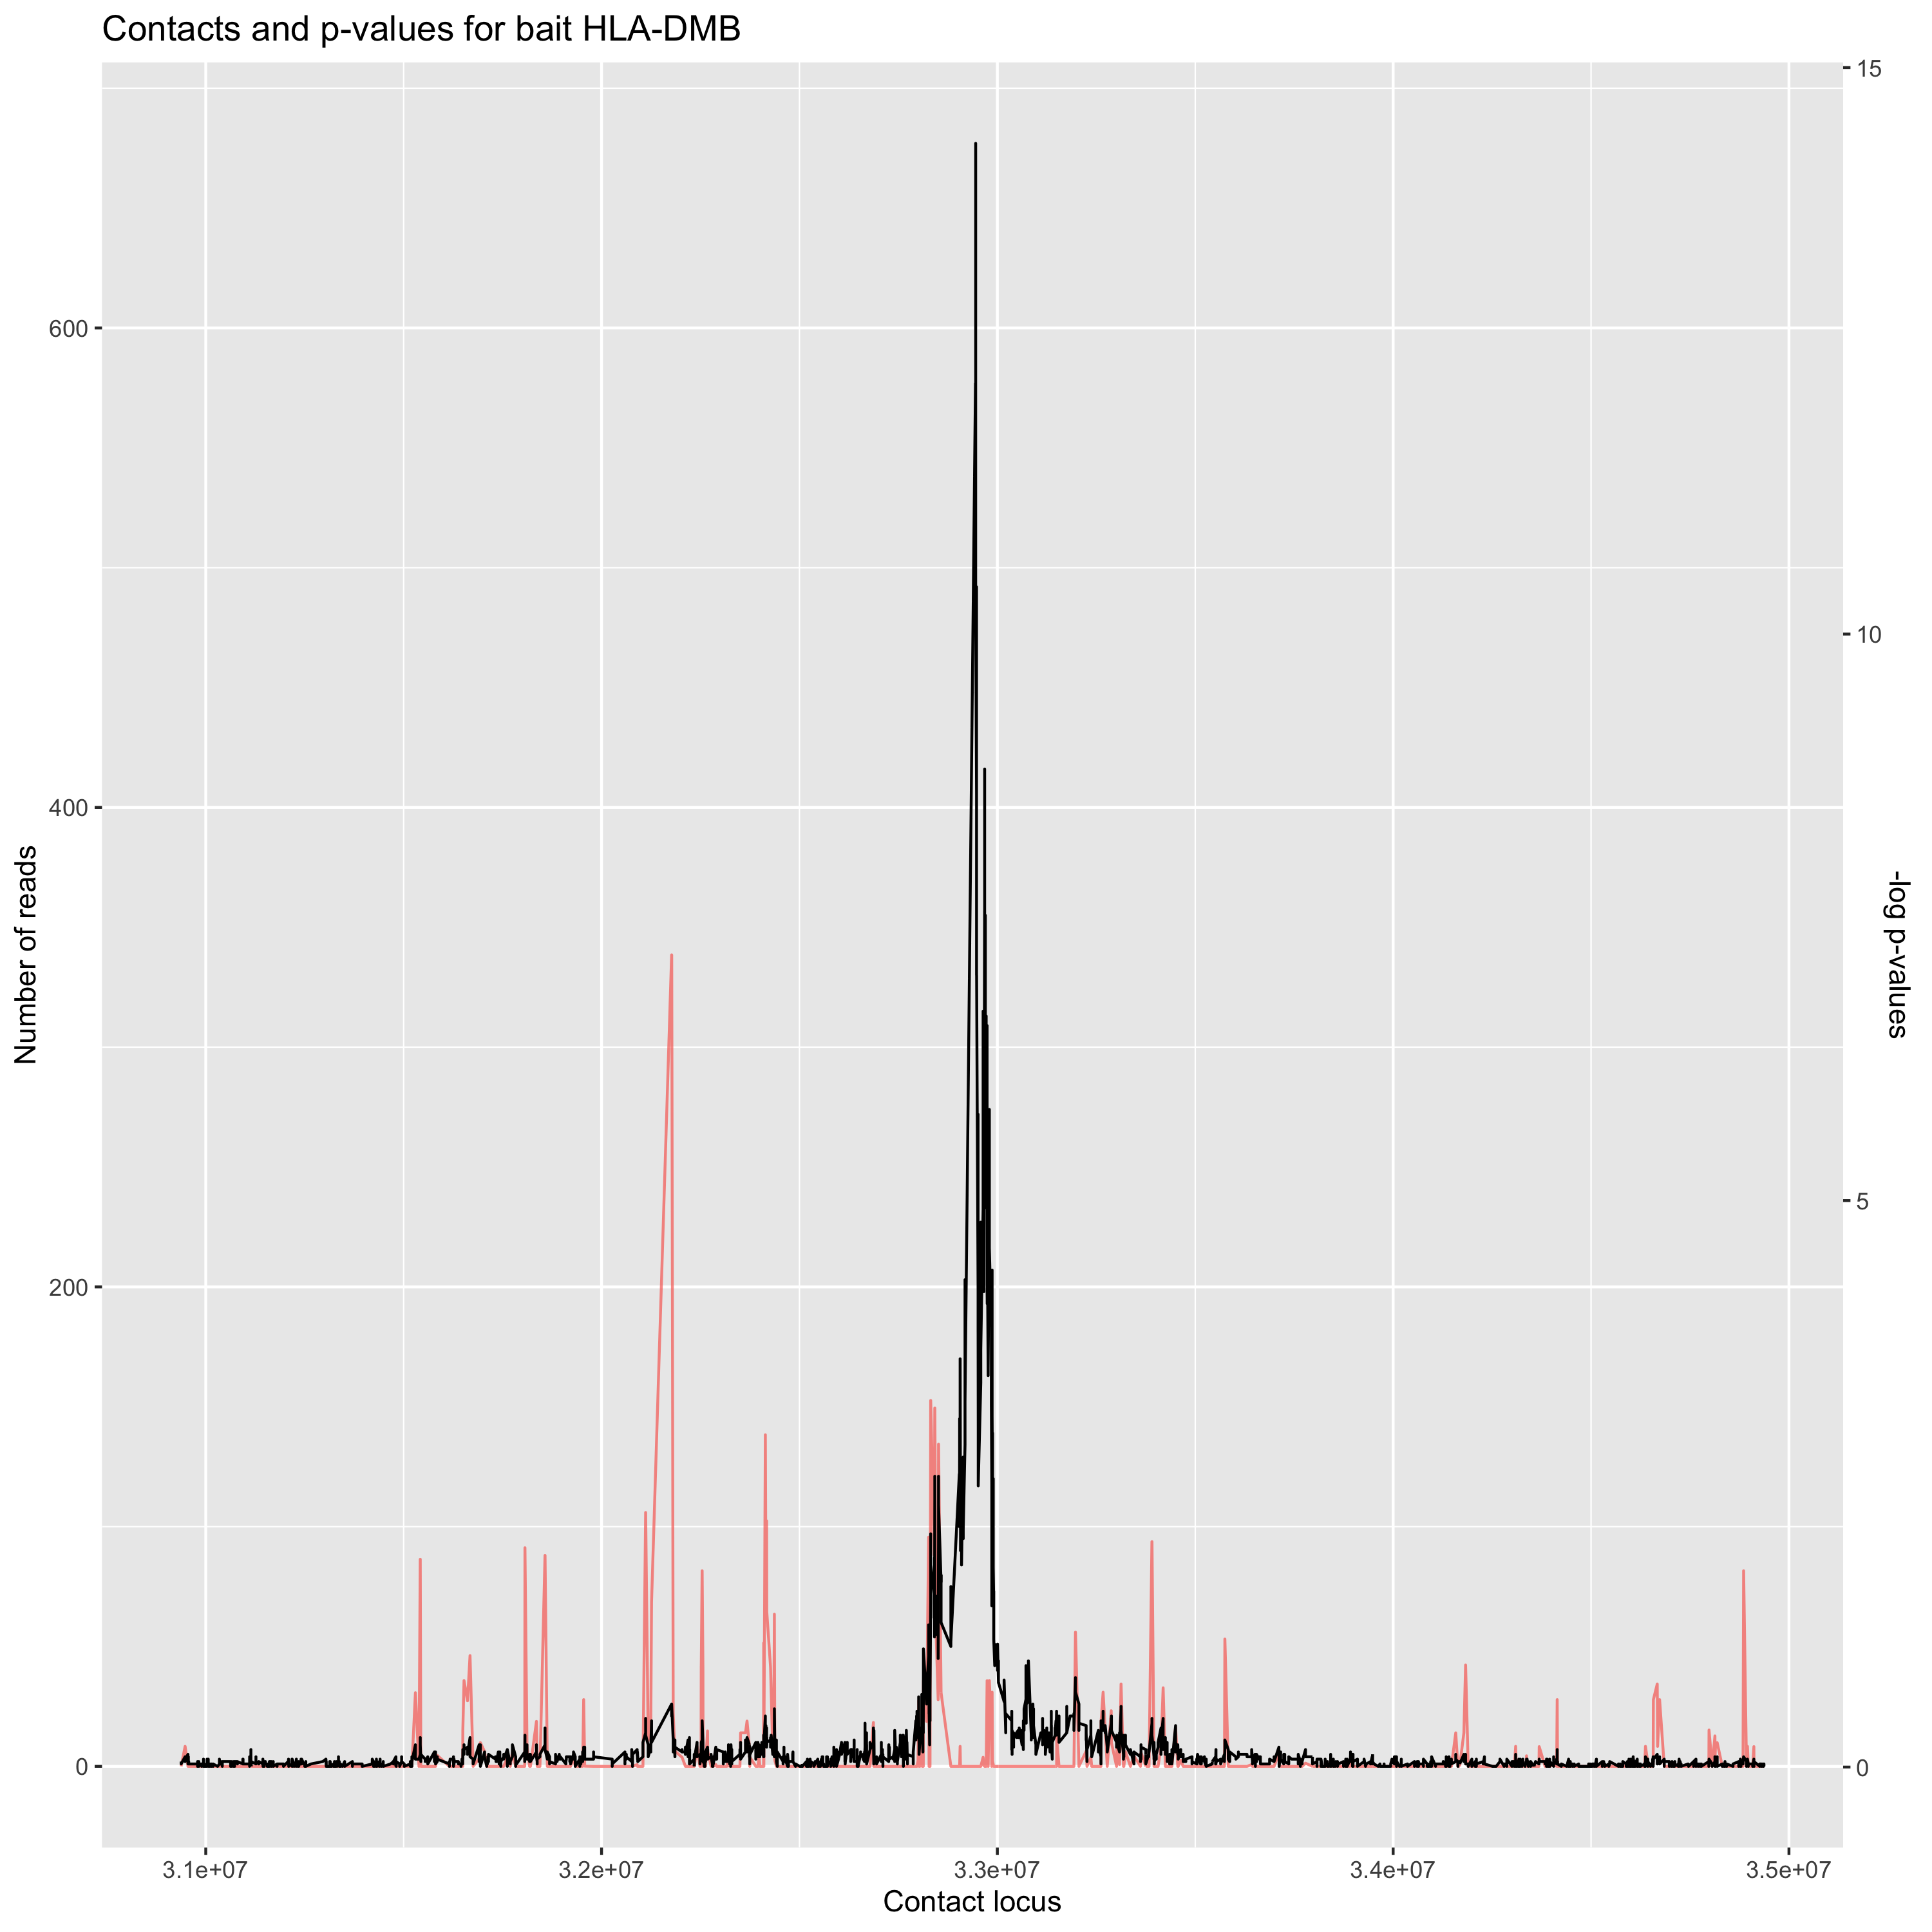 Contacts and p-values for bait HLA-DMB
15
600
10
400
Number of reads
-log p-values
5
200
0
0
3.1e+07
3.2e+07
3.3e+07
3.4e+07
3.5e+07
Contact locus